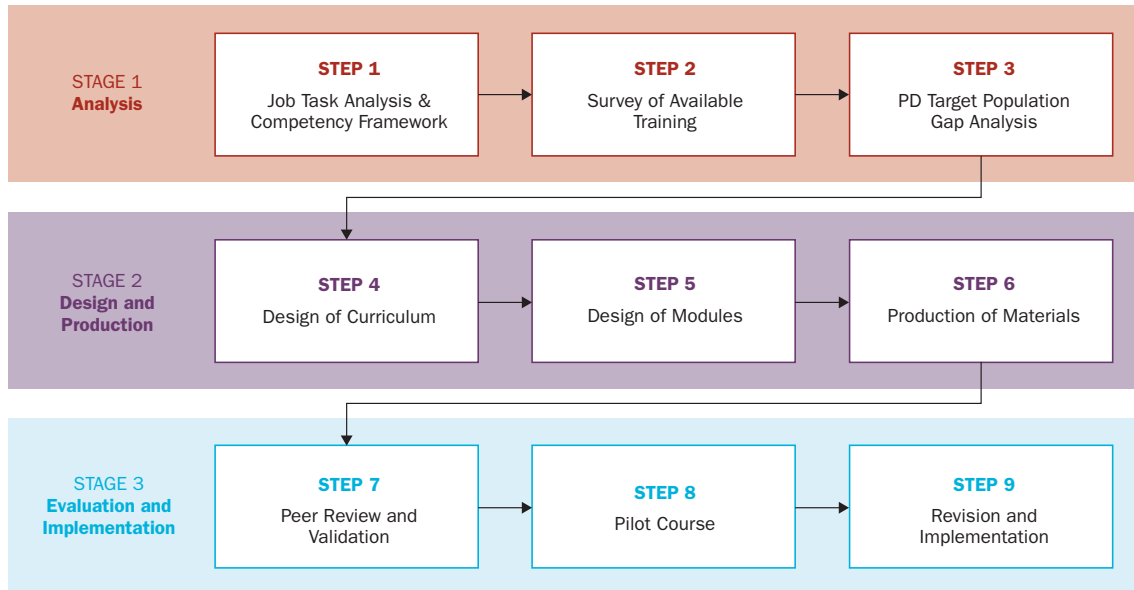 STAGE 1
Analysis
STEP 1
Job Task Analysis &
Competency Framework
STEP 2
Survey of Available
Training
STEP 3
PD Target Population
Gap Analysis
STAGE 2
Design and
Production
STEP 4
Design of Curriculum
STEP 5
Design of Modules
STEP 6
Production of Materials
STAGE 3
Evaluation and
Implementation
STEP 7
Peer Review and
Validation
STEP 8
Pilot Course
STEP 9
Revision and
Implementation